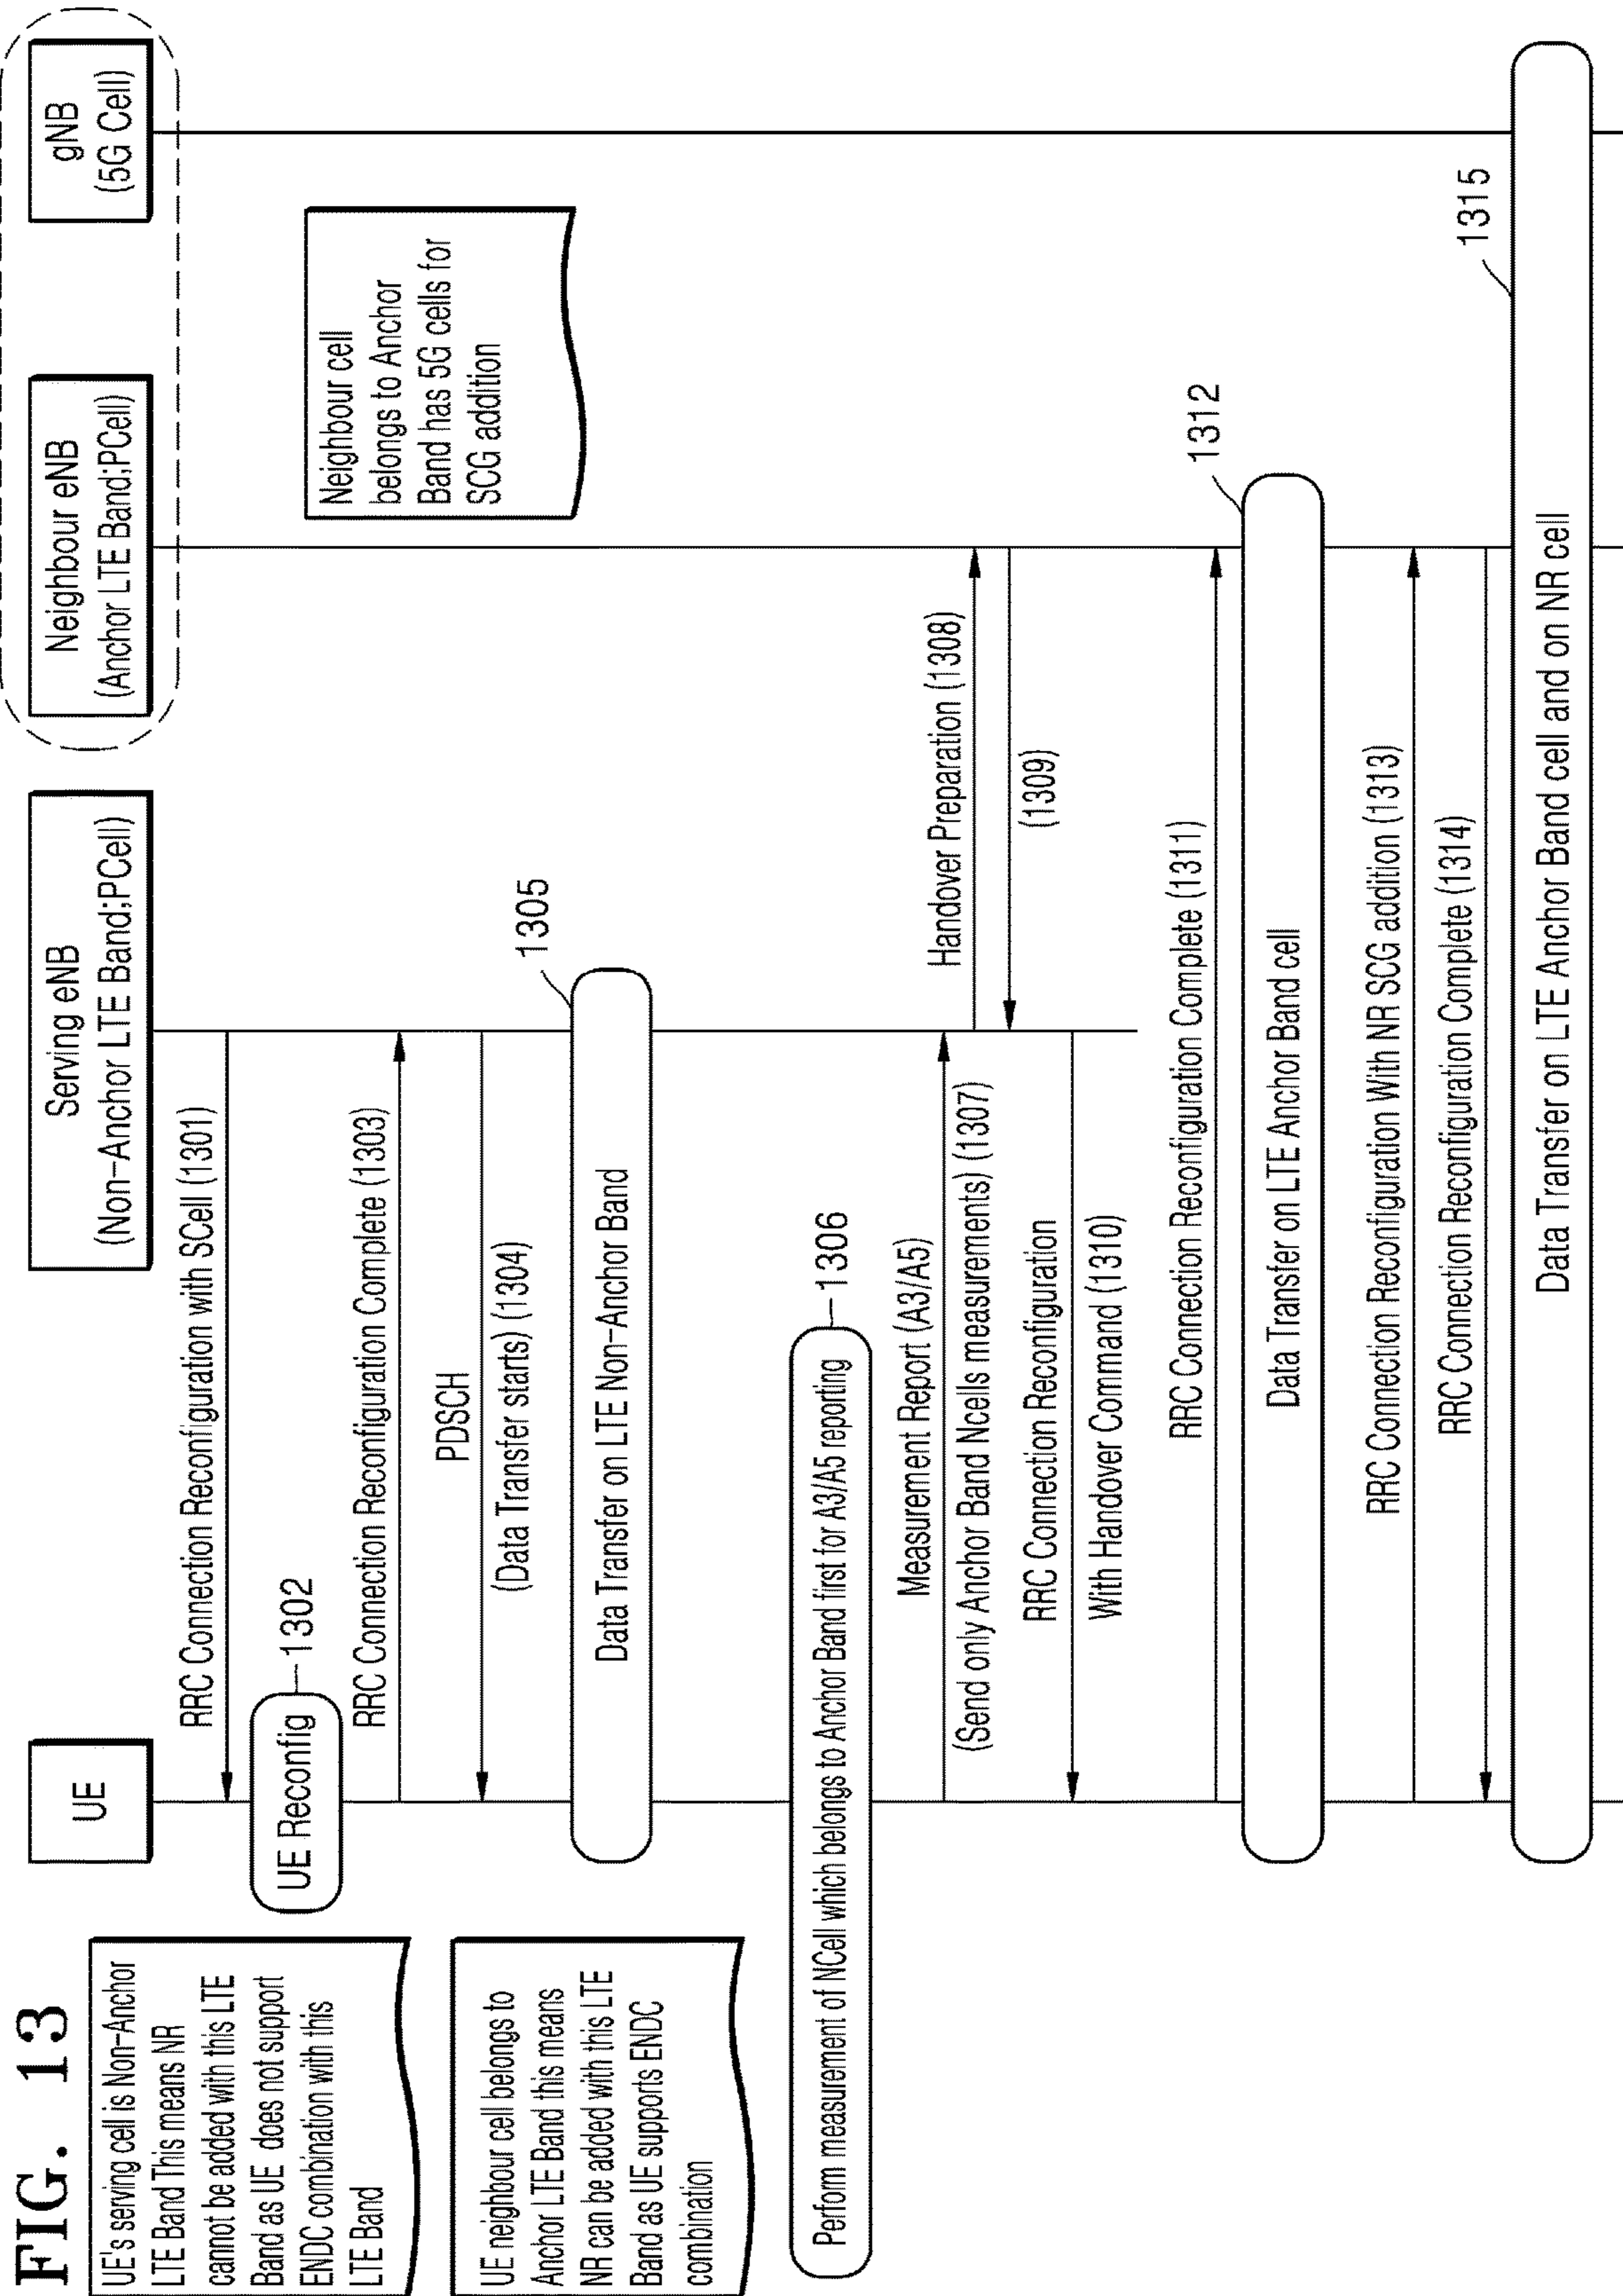 FIG. 13
UE's serving cell is Non-Anchor
LTE Band This means NR
cannot be added with this LTE
Band as UE does not support
ENDC combination with this
LTE Band
UE neighbour cell belongs to
Anchor LTE Band this means
NR can be added with this LTE
Band as UE supports ENDC
combination
UE
Serving eNB
(Non-Anchor LTE Band;PCell)
Neighbour eNB
(Anchor LTE Band;PCell)
gNB
(5G Cell)
Neighbour cell
belongs to Anchor
Band has 5G cells for
SCG addition
RRC Connection Reconfiguration with SCell (1301)
UE Reconfig
1302
RRC Connection Reconfiguration Complete (1303)
PDSCH
(Data Transfer starts) (1304)
1305
Data Transfer on LTE Non-Anchor Band
Perform measurement of NCell which belongs to Anchor Band first for A3/A5 reporting
1306
Measurement Report (A3/A5)
(Send only Anchor Band Ncells measurements) (1307)
Handover Preparation (1308)
(1309)
RRC Connection Reconfiguration
With Handover Command (1310)
RRC Connection Reconfiguration Complete (1311)
1312
Data Transfer on LTE Anchor Band cell
RRC Connection Reconfiguration With NR SCG addition (1313)
RRC Connection Reconfiguration Complete (1314)
1315
Data Transfer on LTE Anchor Band cell and on NR cell